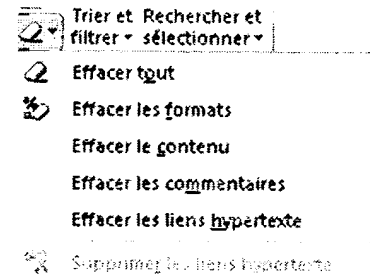 Trier et Rechercher et
filtrer sélectionner
Effacer tout
Effacer les formats
Effacer le contenu
Effacer les commentaires
Effacer les liens hypertexte
Supprimer les liens hypertexte